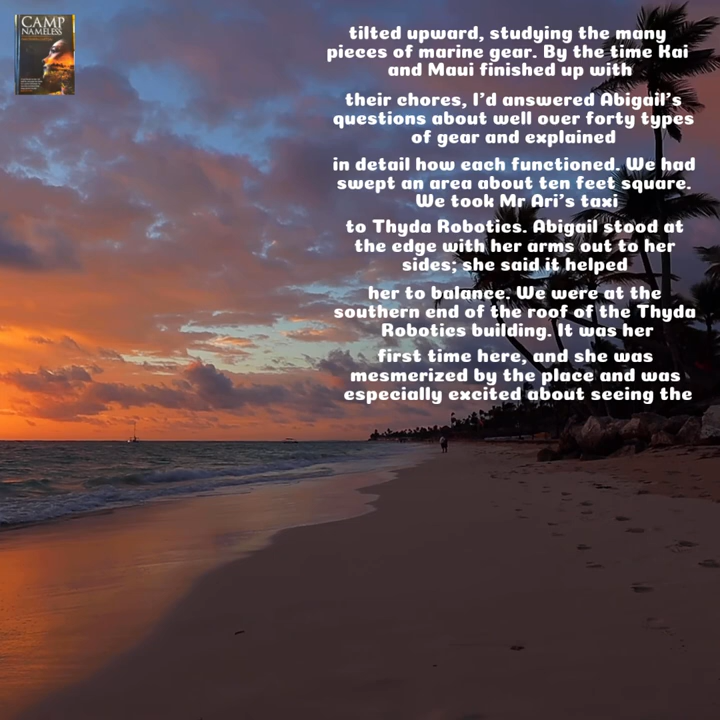 CAMP
NAMELESS
tilted upward, studying the many
pieces of marine gear. By the time Kai
and Maui finished up with
their chores, I'd answered Abigail's
questions about well over forty types
of gear and explained
in detail how each functioned. We had
swept an area about ten feet square.
We took Mr Ari's taxi
to Thyda Robotics. Abigail stood at
the edge with her arms out to her
sides; she said it helped
her to balance. We were at the
southern end of the roof of the Thyda
Robotics building. It was her
first time here, and she was
mesmerized by the place and was
especially excited about seeing the